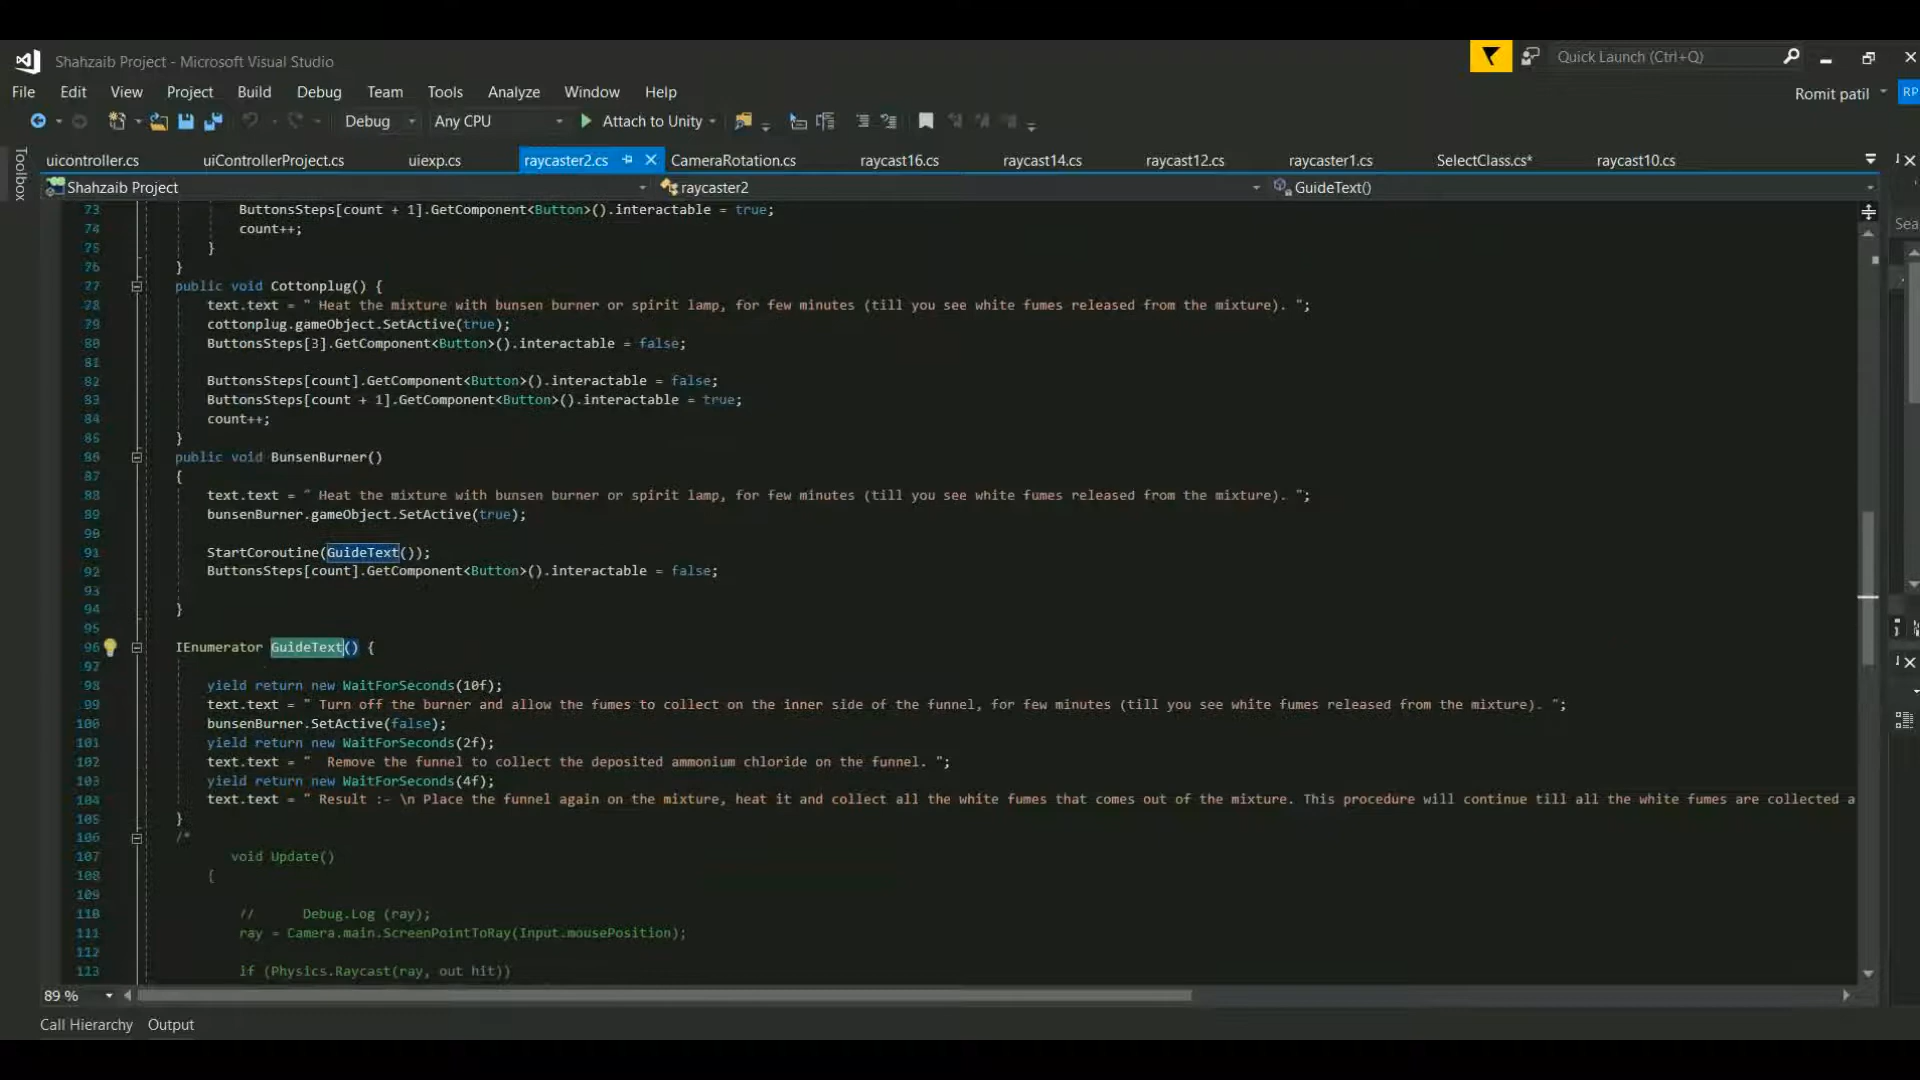 Shahzaib Project - Microsoft Visual Studio
Quick Launch (Ctrl+Q)
File Edit View Project Build Debug Team Tools Analyze Window Help
Romit patil RP
Debug Any CPU Attach to Unity
Toolbox
uicontroller.cs uiControllerProject.cs uiexp.cs raycaster2.cs CameraRotation.cs raycast16.cs raycast14.cs raycast12.cs raycaster1.cs SelectClass.cs* raycast10.cs
Shahzaib Project raycaster2 GuideText()
Sea
73 ButtonsSteps[count + 1].GetComponent<Button>().interactable = true;
74 count++;
75 }
76 }
77 public void Cottonplug() {
78 text.text = " Heat the mixture with bunsen burner or spirit lamp, for few minutes (till you see white fumes released from the mixture). ";
79 cottonplug.gameObject.SetActive(true);
80 ButtonsSteps[3].GetComponent<Button>().interactable = false;
81
82 ButtonsSteps[count].GetComponent<Button>().interactable = false;
83 ButtonsSteps[count + 1].GetComponent<Button>().interactable = true;
84 count++;
85 }
86 public void BunsenBurner()
87 {
88 text.text = " Heat the mixture with bunsen burner or spirit lamp, for few minutes (till you see white fumes released from the mixture). ";
89 bunsenBurner.gameObject.SetActive(true);
90
91 StartCoroutine(GuideText());
92 ButtonsSteps[count].GetComponent<Button>().interactable = false;
93
94 }
95
96 IEnumerator GuideText() {
97
98 yield return new WaitForSeconds(10f);
99 text.text = " Turn off the burner and allow the fumes to collect on the inner side of the funnel, for few minutes (till you see white fumes released from the mixture). ";
100 bunsenBurner.SetActive(false);
101 yield return new WaitForSeconds(2f);
102 text.text = "  Remove the funnel to collect the deposited ammonium chloride on the funnel. ";
103 yield return new WaitForSeconds(4f);
104 text.text = " Result :- \n Place the funnel again on the mixture, heat it and collect all the white fumes that comes out of the mixture. This procedure will continue till all the white fumes are collected a
105 }
106 /*
107 void Update()
108 {
109
110 // Debug.Log (ray);
111 ray = Camera.main.ScreenPointToRay(Input.mousePosition);
112
113 if (Physics.Raycast(ray, out hit))
89 %
Call Hierarchy Output